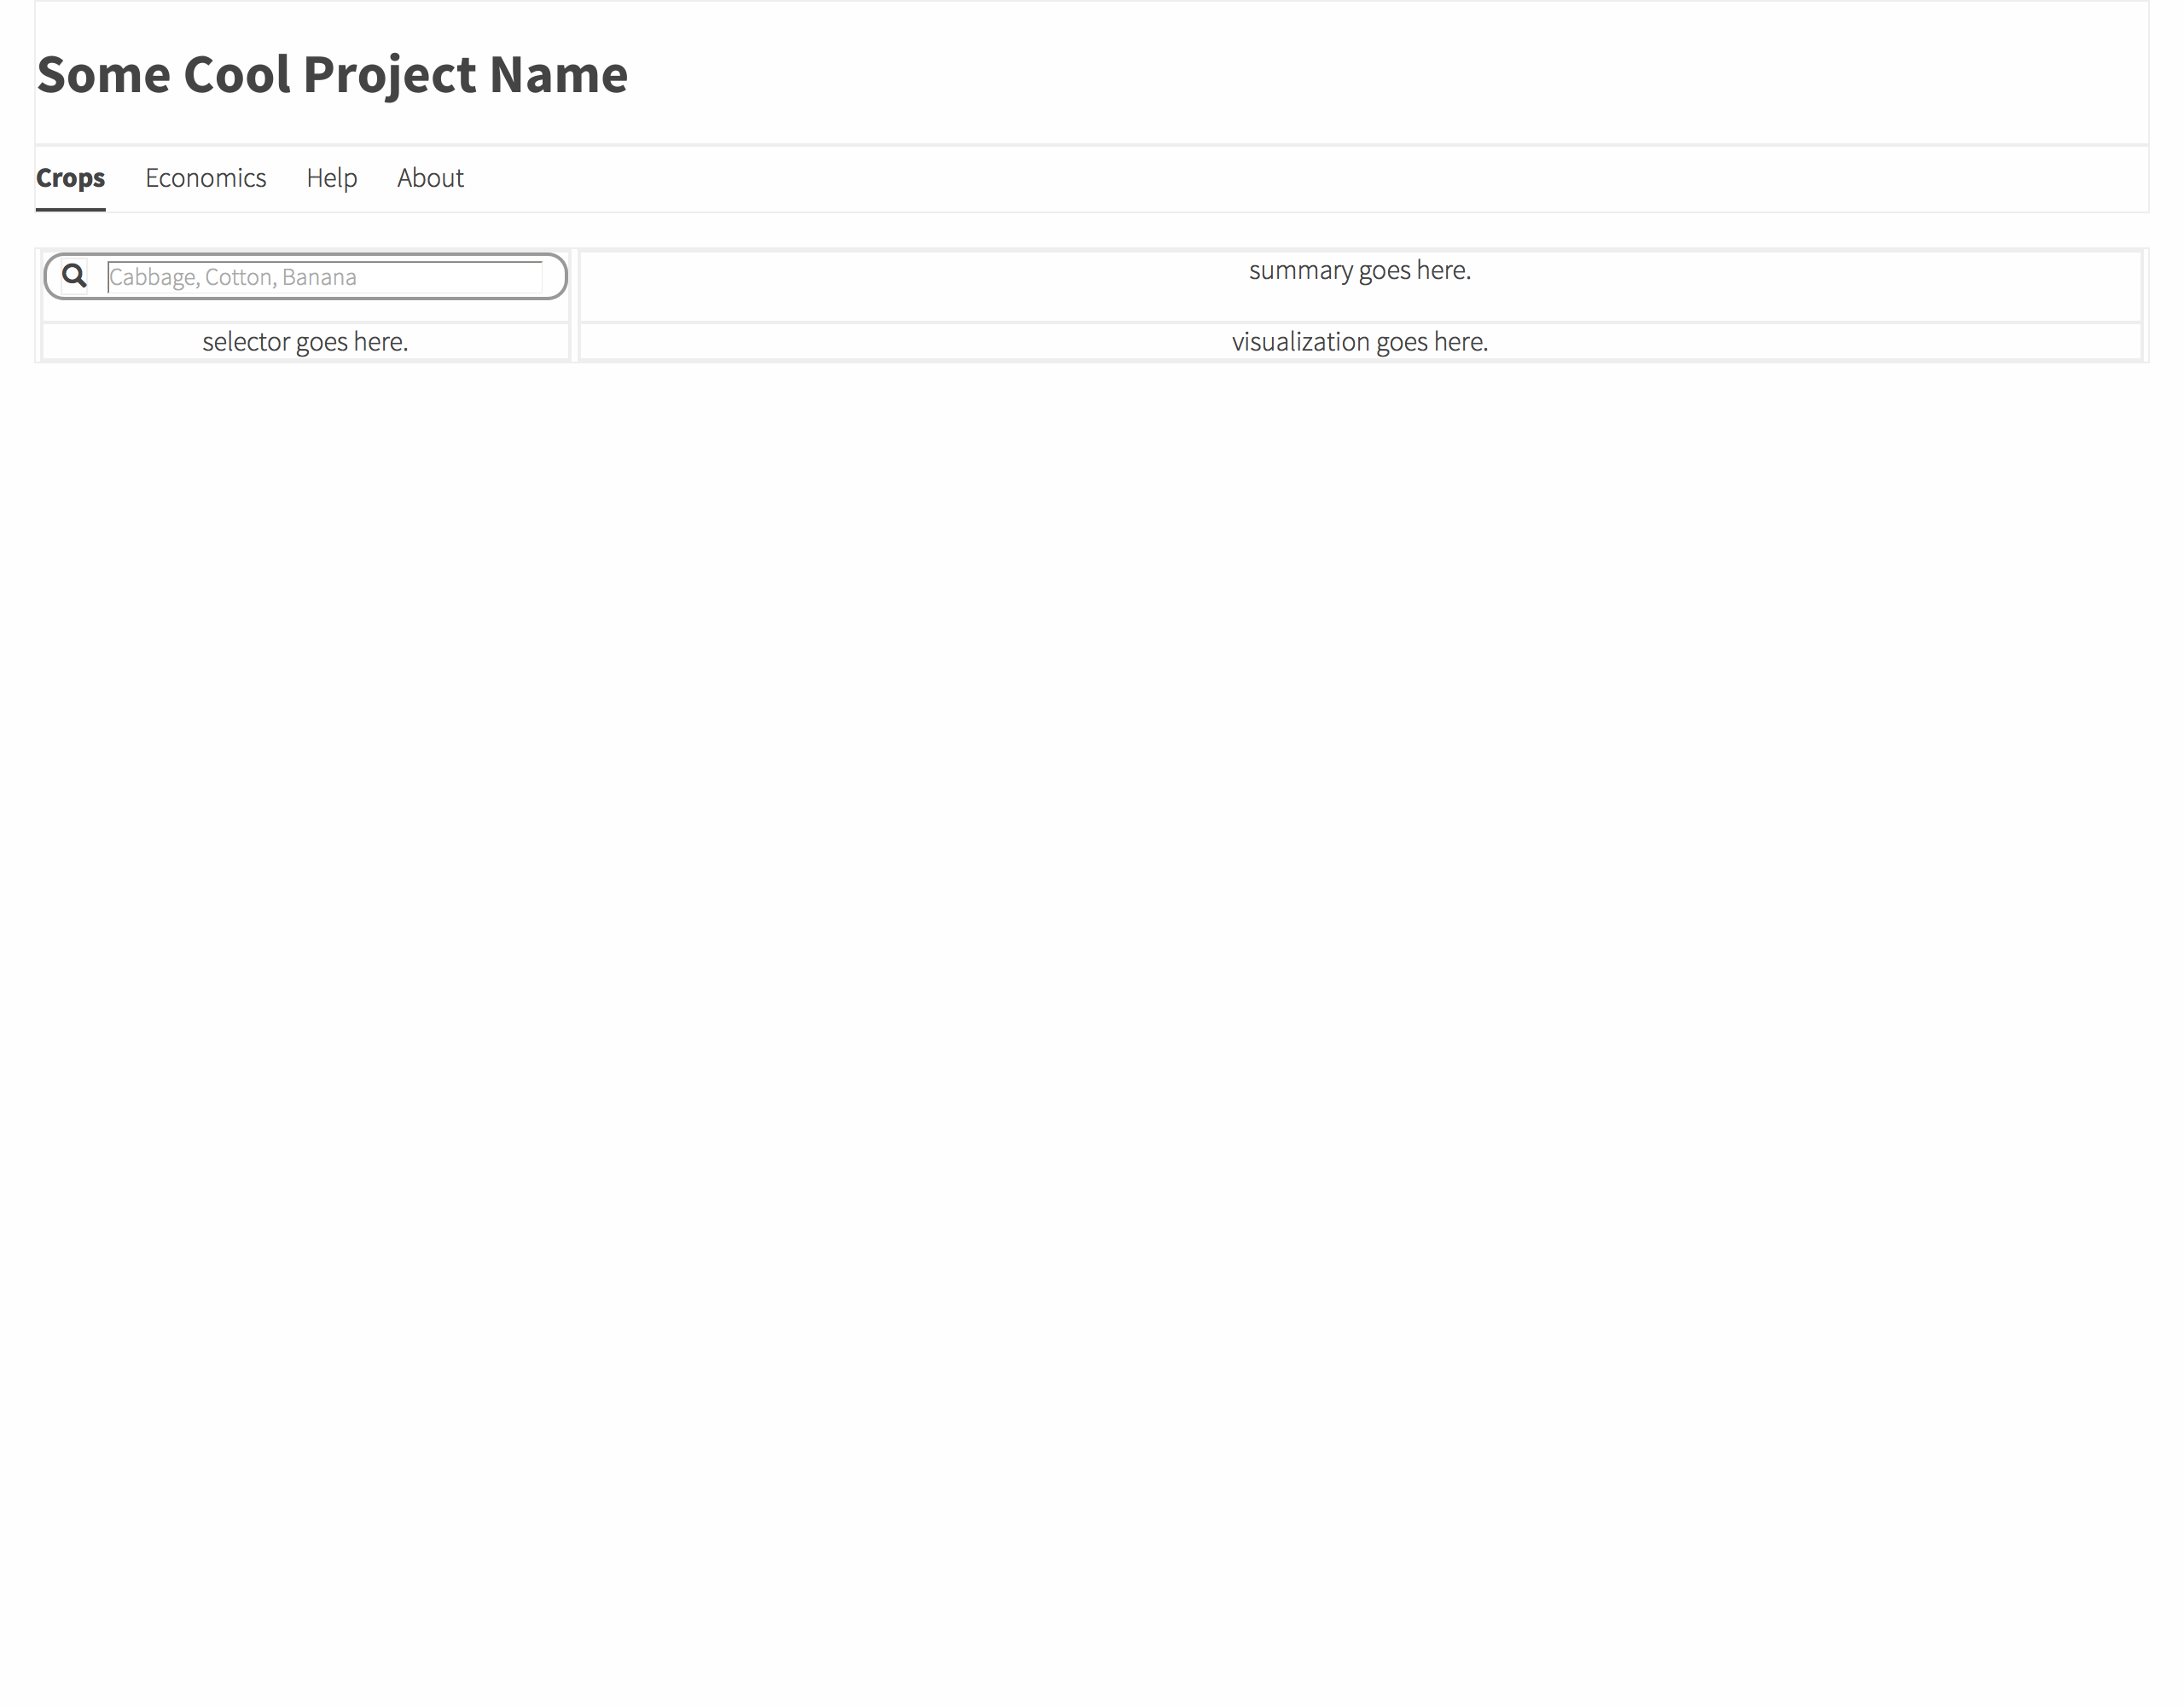 Some Cool Project Name
Crops Economics Help About
Cabbage, Cotton, Banana
summary goes here.
selector goes here.
visualization goes here.